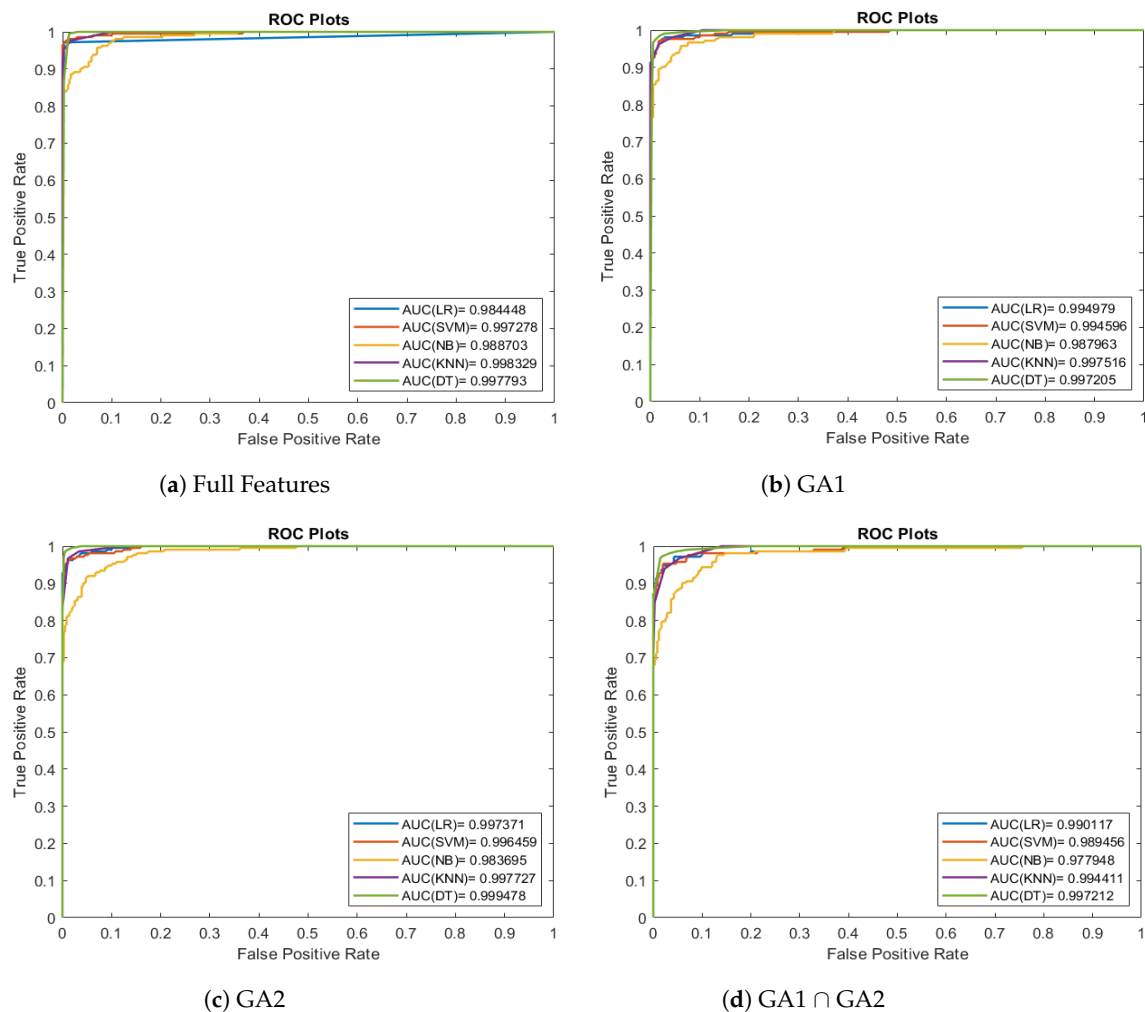 ROC Plots
1
0.9
0.8
0.7
0.6
0.5
0.4
0.3
0.2
0.1
0
True Positive Rate
AUC(LR)= 0.984448
AUC(SVM)= 0.997278
AUC(NB)= 0.988703
AUC(KNN)= 0.998329
AUC(DT)= 0.997793
0 0.1 0.2 0.3 0.4 0.5 0.6 0.7 0.8 0.9 1
False Positive Rate
(a) Full Features
ROC Plots
1
0.9
0.8
0.7
0.6
0.5
0.4
0.3
0.2
0.1
0
True Positive Rate
AUC(LR)= 0.994979
AUC(SVM)= 0.994596
AUC(NB)= 0.987963
AUC(KNN)= 0.997516
AUC(DT)= 0.997205
0 0.1 0.2 0.3 0.4 0.5 0.6 0.7 0.8 0.9 1
False Positive Rate
(b) GA1
ROC Plots
1
0.9
0.8
0.7
0.6
0.5
0.4
0.3
0.2
0.1
0
True Positive Rate
AUC(LR)= 0.997371
AUC(SVM)= 0.996459
AUC(NB)= 0.983695
AUC(KNN)= 0.997727
AUC(DT)= 0.999478
0 0.1 0.2 0.3 0.4 0.5 0.6 0.7 0.8 0.9 1
False Positive Rate
(c) GA2
ROC Plots
1
0.9
0.8
0.7
0.6
0.5
0.4
0.3
0.2
0.1
0
True Positive Rate
AUC(LR)= 0.990117
AUC(SVM)= 0.989456
AUC(NB)= 0.977948
AUC(KNN)= 0.994411
AUC(DT)= 0.997212
0 0.1 0.2 0.3 0.4 0.5 0.6 0.7 0.8 0.9 1
False Positive Rate
(d) GA1 ∩ GA2